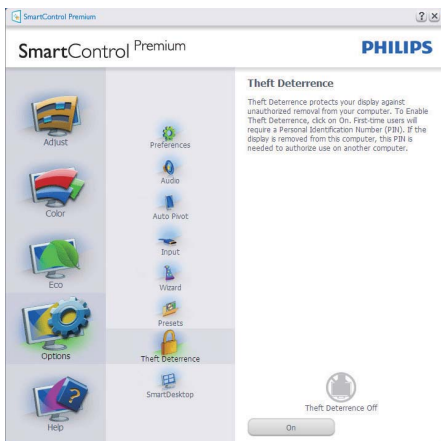 SmartControl Premium
? ×
SmartControl Premium
PHILIPS
Adjust
Color
Eco
Options
Help
Preferences
Audio
Auto Pivot
Input
Wizard
Presets
Theft Deterrence
SmartDesktop
Theft Deterrence
Theft Deterrence protects your display against
unauthorized removal from your computer. To Enable
Theft Deterrence, click on On. First-time users will
require a Personal Identification Number (PIN). If the
display is removed from this computer, this PIN is
needed to authorize use on another computer.
Theft Deterrence Off
On